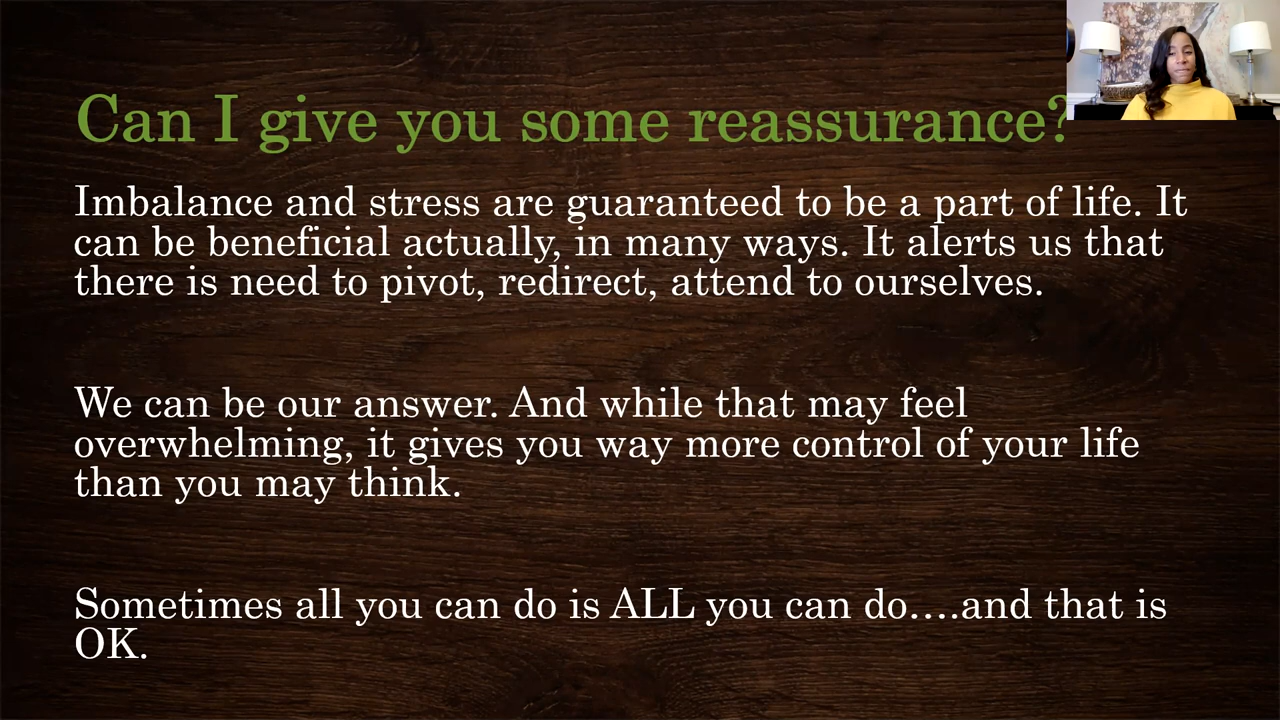 Can I give you some reassurance?
Imbalance and stress are guaranteed to be a part of life. It
can be beneficial actually, in many ways. It alerts us that
there is need to pivot, redirect, attend to ourselves.
We can be our answer. And while that may feel
overwhelming, it gives you way more control of your life
than you may think.
Sometimes all you can do is ALL you can do....and that is
OK.